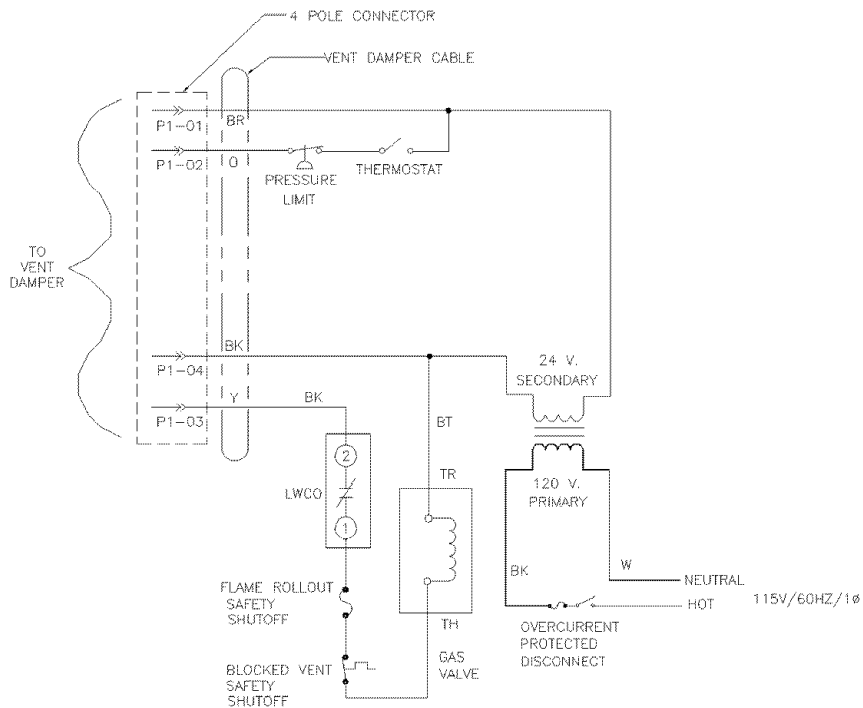 4 POLE CONNECTOR
VENT DAMPER CABLE
P1-01
BR
P1-02
O
PRESSURE
LIMIT
THERMOSTAT
TO
VENT
DAMPER
BK
P1-04
24 V.
SECONDARY
Y
BK
P1-03
BT
2
LWCO
1
TR
120 V.
PRIMARY
BK
W
NEUTRAL
HOT
115V/60HZ/1ø
FLAME ROLLOUT
SAFETY
SHUTOFF
TH
OVERCURRENT
PROTECTED
DISCONNECT
GAS
VALVE
BLOCKED VENT
SAFETY
SHUTOFF